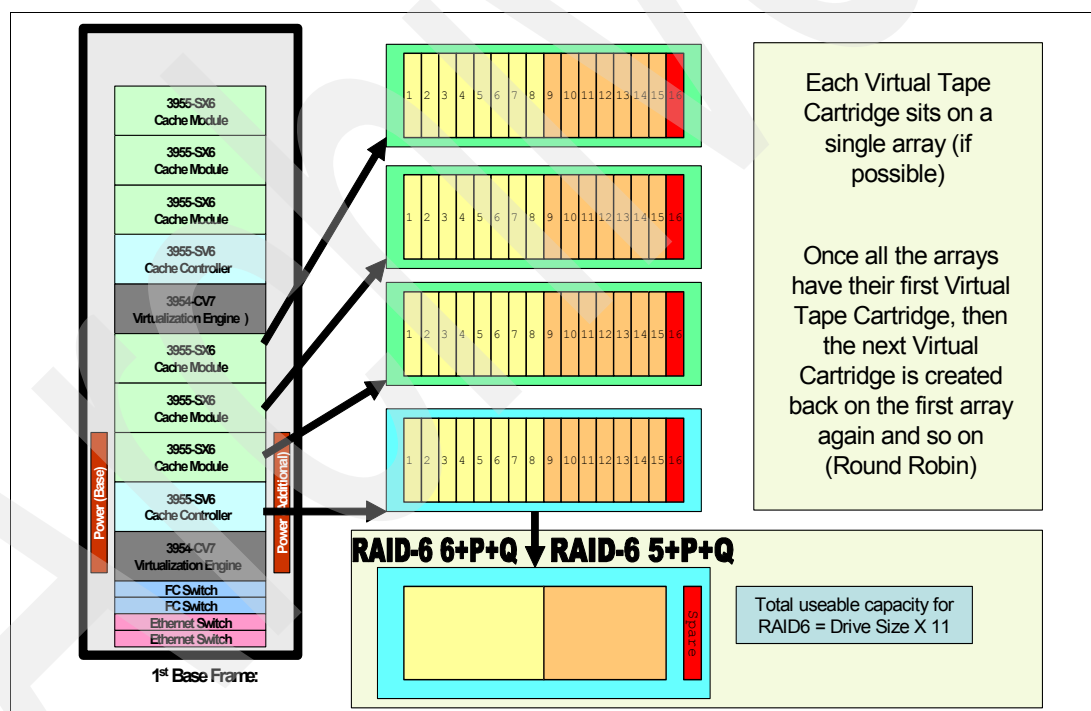 3955-SX6
Cache Module
3955-SX6
Cache Module
3955-SX6
Cache Module
3955-SV6
Cache Controller
3954-CV7
Virtualization Engine )
3955-SX6
Cache Module
3955-SX6
Cache Module
3955-SX6
Cache Module
3955-SV6
Cache Controller
3954-CV7
Virtualization Engine
FC Switch
FC Switch
Ethernet Switch
Ethernet Switch
Power (Base)
Power (Additional)
1st Base Frame:
1 2 3 4 5 6 7 8 9 10 11 12 13 14 15 16
1 2 3 4 5 6 7 8 9 10 11 12 13 14 15 16
1 2 3 4 5 6 7 8 9 10 11 12 13 14 15 16
1 2 3 4 5 6 7 8 9 10 11 12 13 14 15 16
RAID-6 6+P+Q RAID-6 5+P+Q
Spare
Total useable capacity for
RAID6 = Drive Size X 11
Each Virtual Tape
Cartridge sits on a
single array (if
possible)
Once all the arrays
have their first Virtual
Tape Cartridge, then
the next Virtual
Cartridge is created
back on the first array
again and so on
(Round Robin)